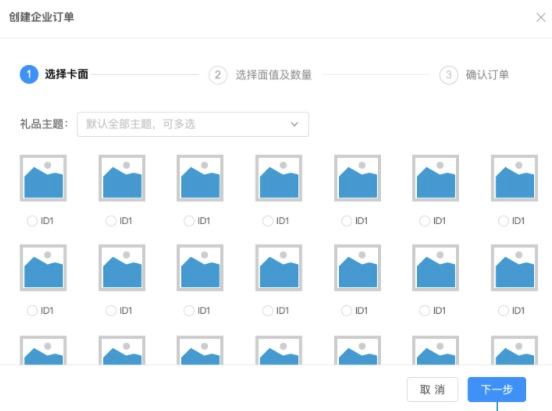 创建企业订单
1 选择卡面 2 选择面值及数量 3 确认订单
礼品主题： 默认全部主题，可多选
ID1 ID1 ID1 ID1 ID1 ID1 ID1
ID1 ID1 ID1 ID1 ID1 ID1 ID1
取 消 下一步